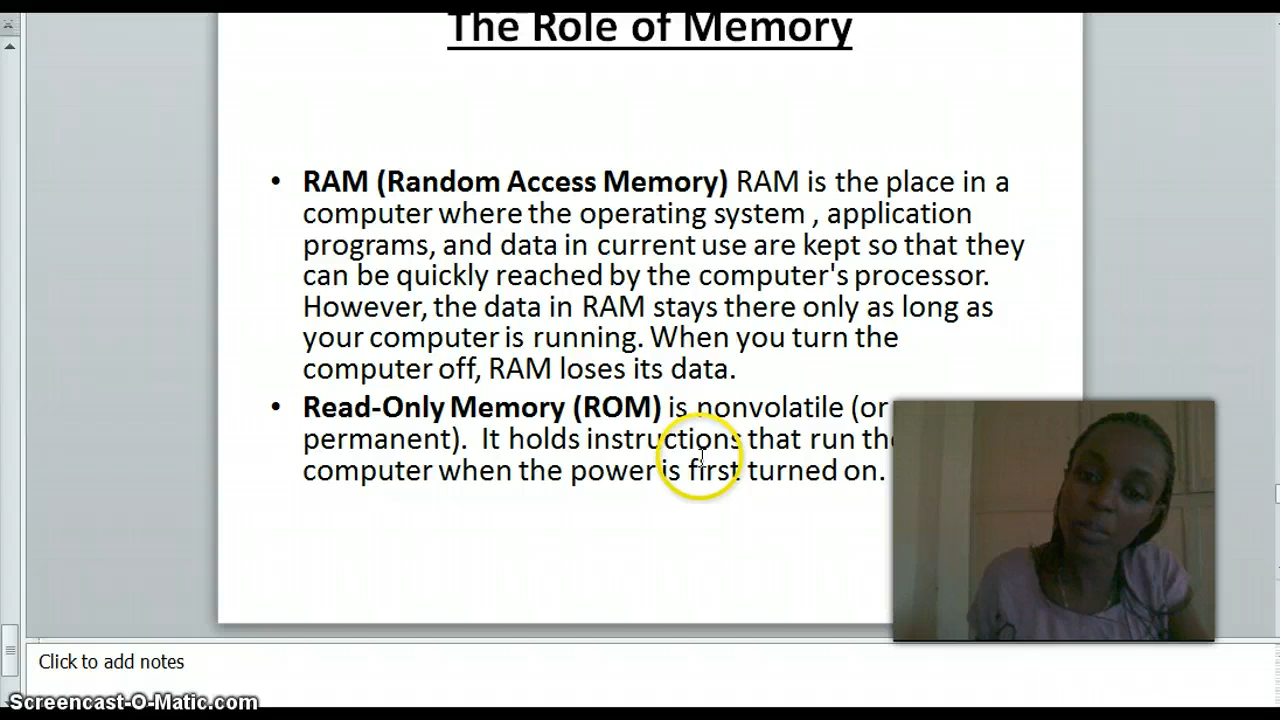 The Role of Memory
• RAM (Random Access Memory) RAM is the place in a
computer where the operating system , application
programs, and data in current use are kept so that they
can be quickly reached by the computer's processor.
However, the data in RAM stays there only as long as
your computer is running. When you turn the
computer off, RAM loses its data.
• Read-Only Memory (ROM) is nonvolatile (or
permanent).  It holds instructions that run the
computer when the power is first turned on.
Click to add notes
Screencast-O-Matic.com